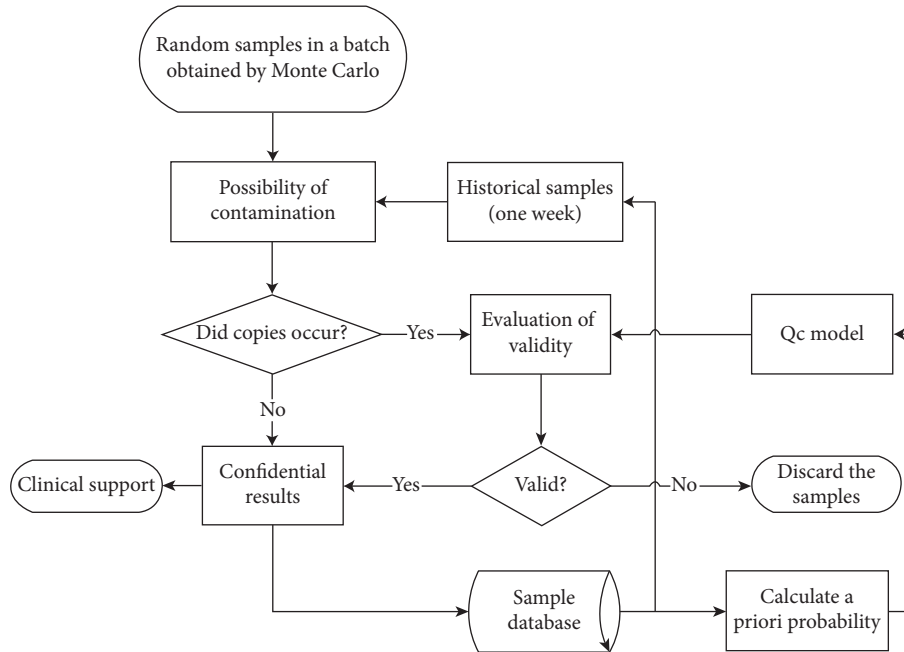 Random samples in a batch
obtained by Monte Carlo
Possibility of
contamination
Historical samples
(one week)
Did copies occur?
Yes
Evaluation of
validity
Qc model
No
Clinical support
Confidential
results
Yes
Valid?
No
Discard the
samples
Sample
database
Calculate a
priori probability